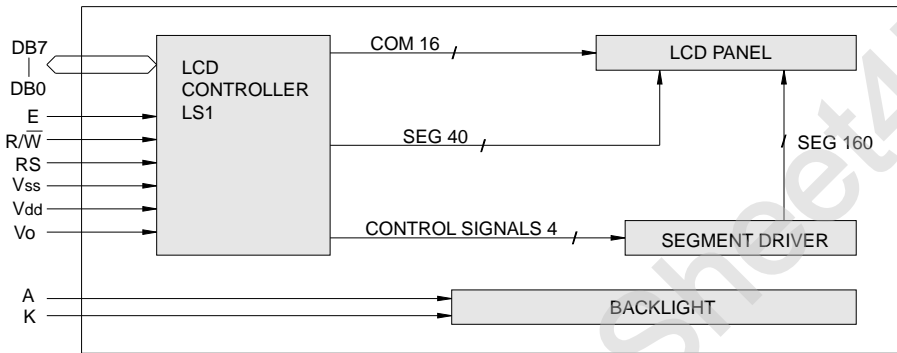 DB7
DB0
E
R/W̅
RS
Vss
Vdd
Vo
A
K
LCD
CONTROLLER
LS1
COM 16
SEG 40
CONTROL SIGNALS 4
LCD PANEL
SEG 160
SEGMENT DRIVER
BACKLIGHT